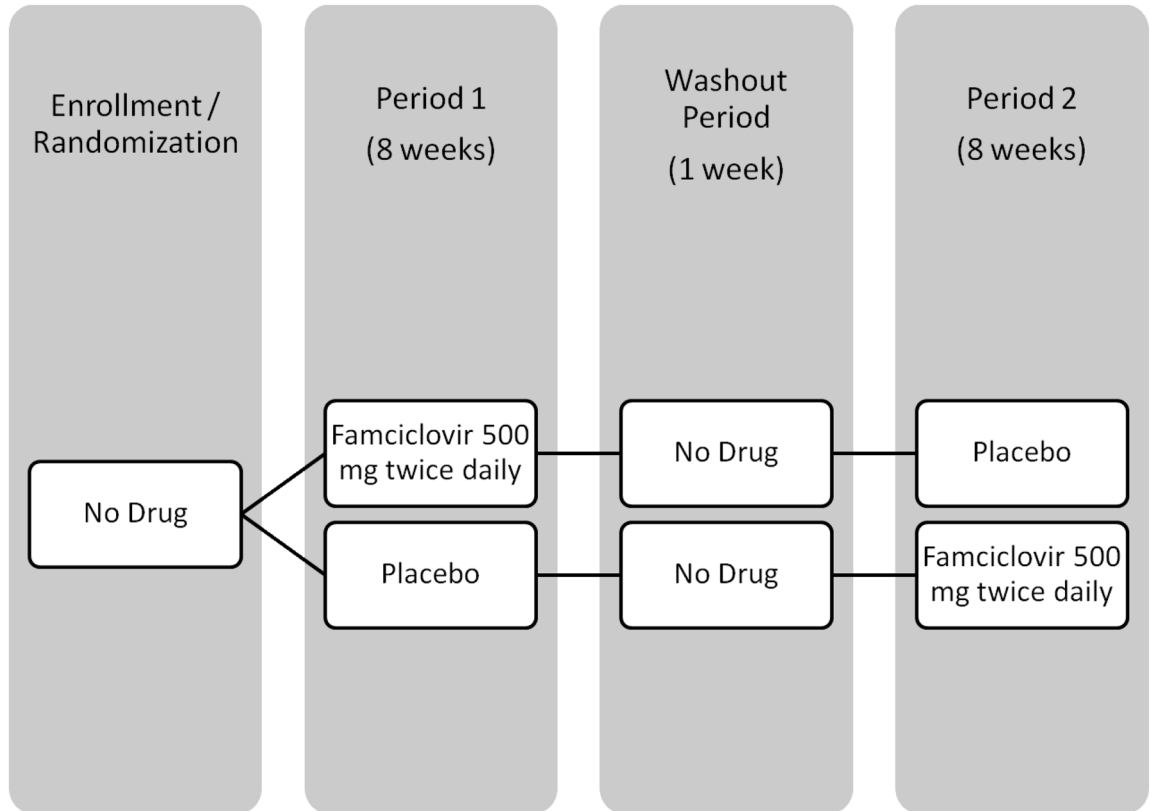 Enrollment /
Randomization
Period 1
(8 weeks)
Washout
Period
(1 week)
Period 2
(8 weeks)
No Drug
Famciclovir 500
mg twice daily
No Drug
Placebo
Placebo
No Drug
Famciclovir 500
mg twice daily